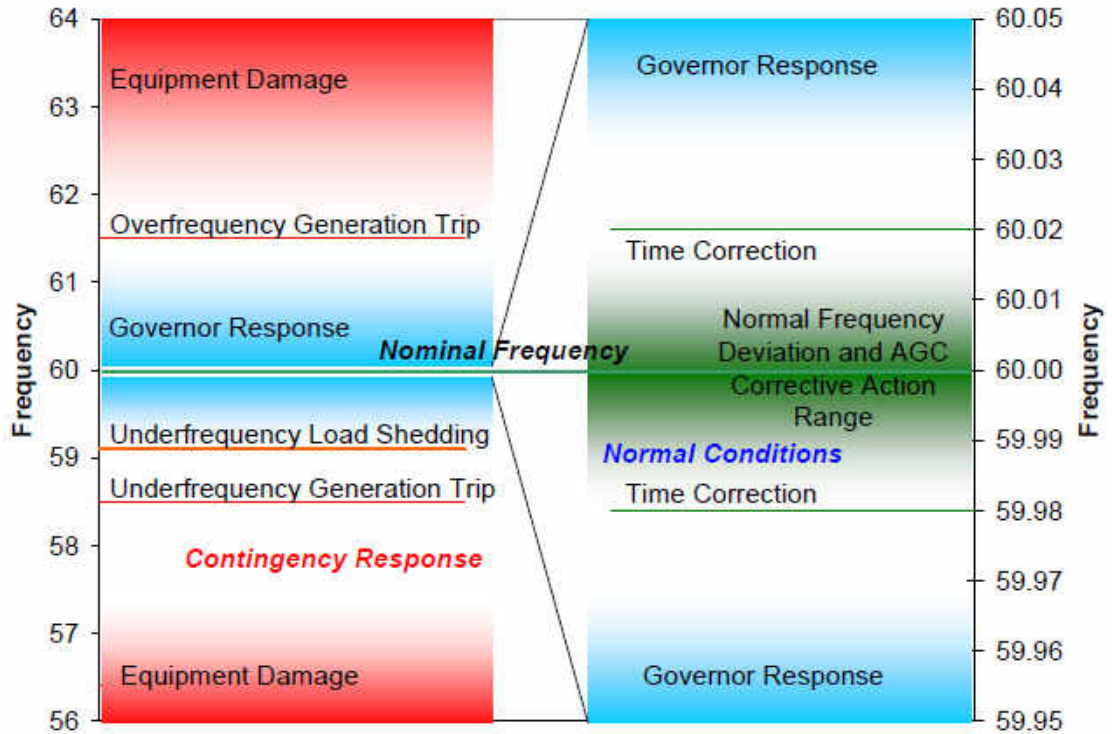 64
63
62
61
60
59
58
57
56
Frequency
Equipment Damage
Overfrequency Generation Trip
Governor Response
Nominal Frequency
Underfrequency Load Shedding
Underfrequency Generation Trip
Contingency Response
Equipment Damage
Governor Response
Time Correction
Normal Frequency
Deviation and AGC
Corrective Action
Range
Normal Conditions
Time Correction
Governor Response
60.05
60.04
60.03
60.02
60.01
60.00
59.99
59.98
59.97
59.96
59.95
Frequency